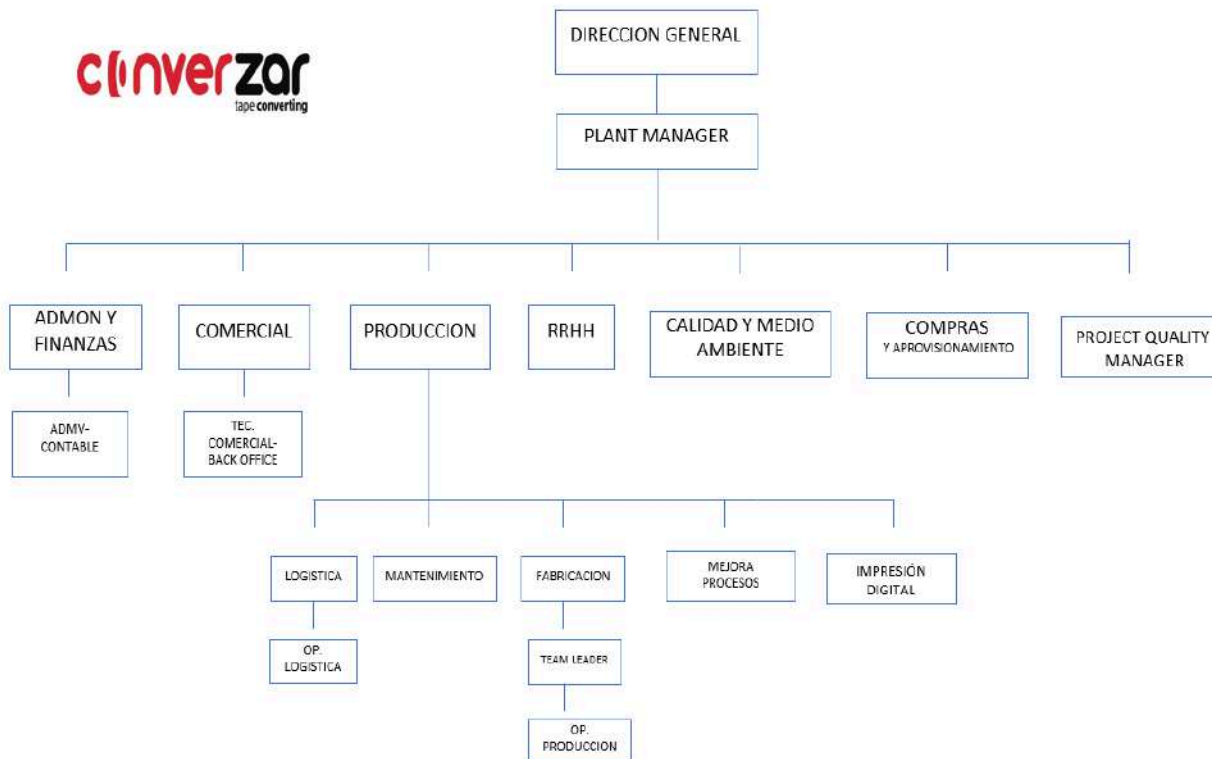 converzar
tape converting
DIRECCION GENERAL
PLANT MANAGER
ADMON Y
FINANZAS
COMERCIAL
PRODUCCION
RRHH
CALIDAD Y MEDIO
AMBIENTE
COMPRAS
Y APROVISIONAMIENTO
PROJECT QUALITY
MANAGER
ADMV-
CONTABLE
TEC.
COMERCIAL-
BACK OFFICE
LOGISTICA
MANTENIMIENTO
FABRICACION
MEJORA
PROCESOS
IMPRESIÓN
DIGITAL
OP.
LOGISTICA
TEAM LEADER
OP.
PRODUCCION